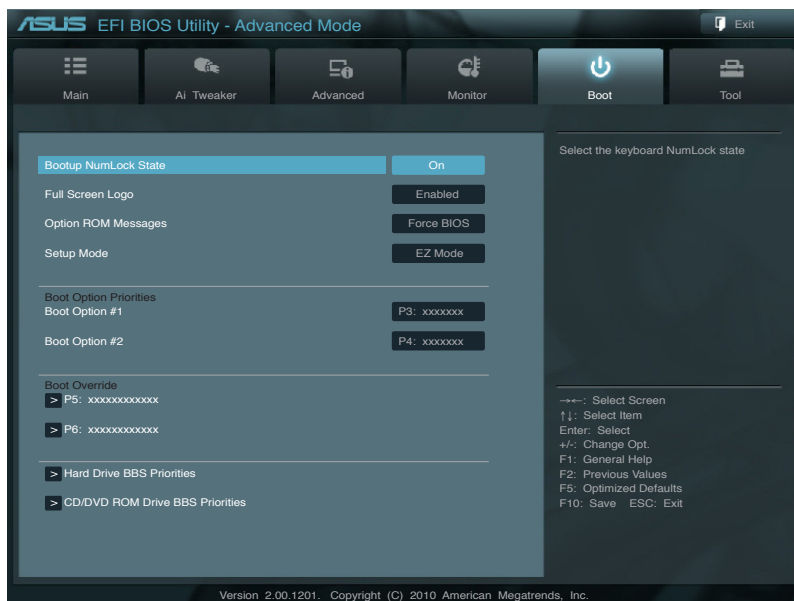 ASUS EFI BIOS Utility - Advanced Mode
Exit
Main
Ai Tweaker
Advanced
Monitor
Boot
Tool
Bootup NumLock State On
Full Screen Logo Enabled
Option ROM Messages Force BIOS
Setup Mode EZ Mode
Boot Option Priorities
Boot Option #1 P3: xxxxxxx
Boot Option #2 P4: xxxxxxx
Boot Override
> P5: xxxxxxxxxxxx
> P6: xxxxxxxxxxxx
> Hard Drive BBS Priorities
> CD/DVD ROM Drive BBS Priorities
Select the keyboard NumLock state
→←: Select Screen
↑↓: Select Item
Enter: Select
+/-: Change Opt.
F1: General Help
F2: Previous Values
F5: Optimized Defaults
F10: Save ESC: Exit
Version 2.00.1201. Copyright (C) 2010 American Megatrends, Inc.